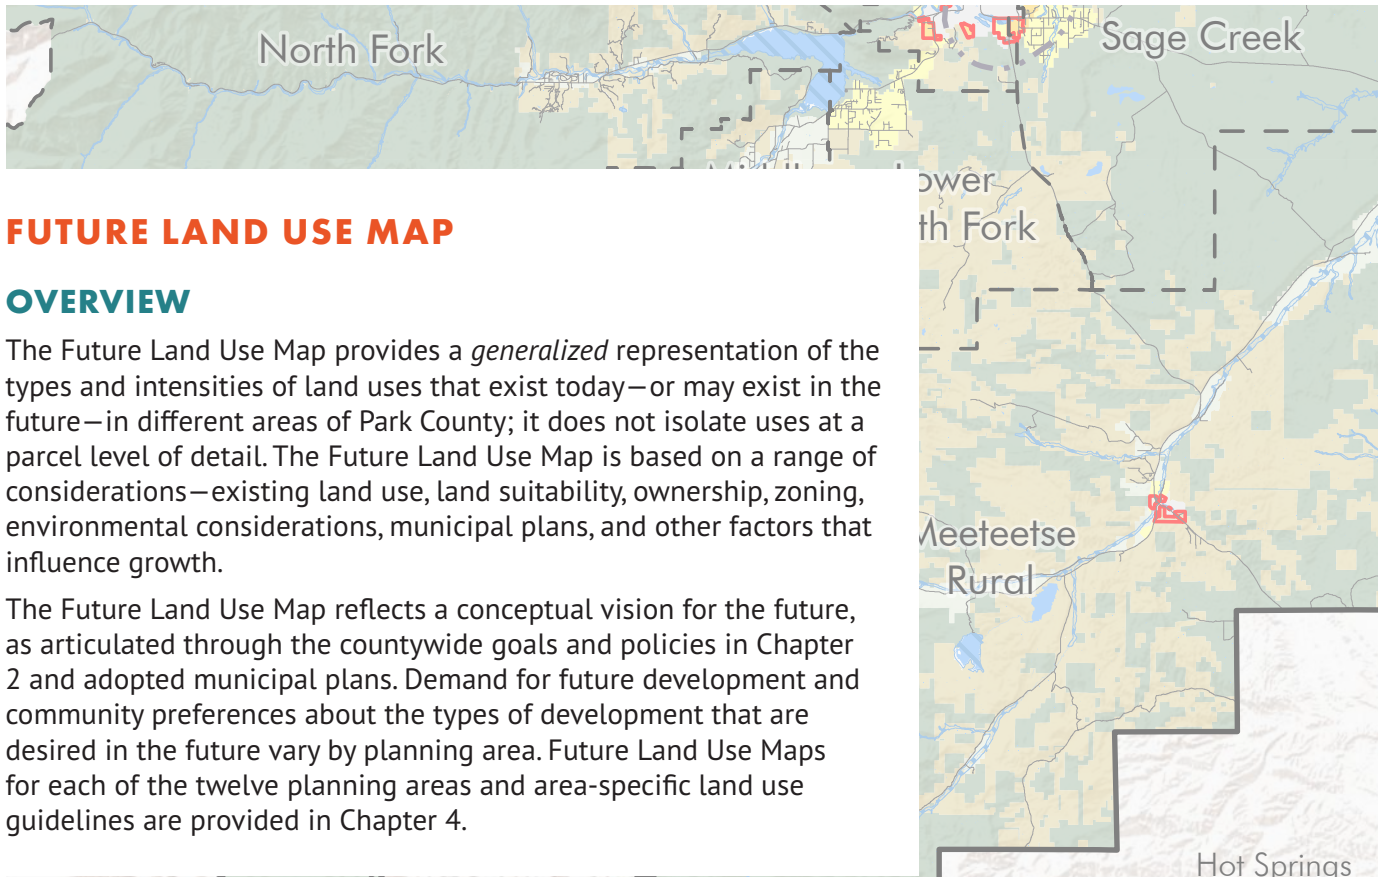 North Fork
Sage Creek
FUTURE LAND USE MAP
OVERVIEW
The Future Land Use Map provides a generalized representation of the
types and intensities of land uses that exist today—or may exist in the
future—in different areas of Park County; it does not isolate uses at a
parcel level of detail. The Future Land Use Map is based on a range of
considerations—existing land use, land suitability, ownership, zoning,
environmental considerations, municipal plans, and other factors that
influence growth.
The Future Land Use Map reflects a conceptual vision for the future,
as articulated through the countywide goals and policies in Chapter
2 and adopted municipal plans. Demand for future development and
community preferences about the types of development that are
desired in the future vary by planning area. Future Land Use Maps
for each of the twelve planning areas and area-specific land use
guidelines are provided in Chapter 4.
Fork
Meeteetse
Rural
Hot Springs